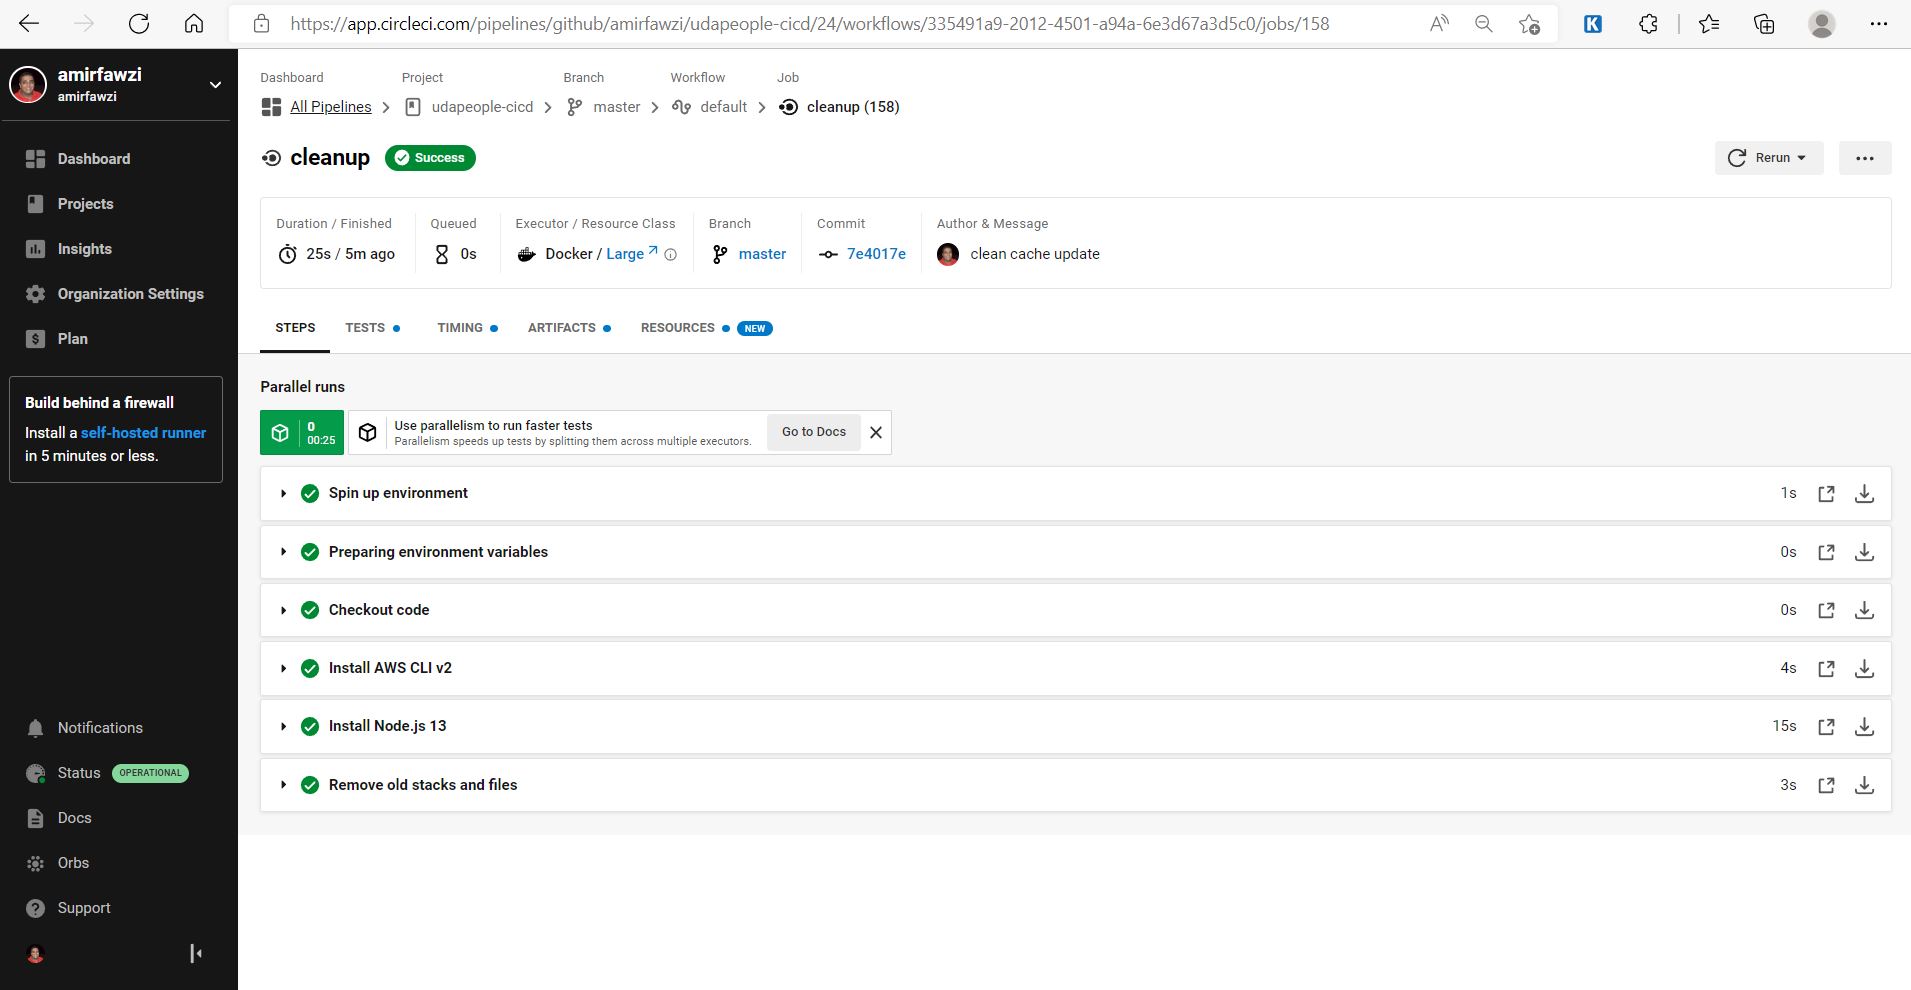 https://app.circleci.com/pipelines/github/amirfawzi/udapeople-cicd/24/workflows/335491a9-2012-4501-a94a-6e3d67a3d5c0/jobs/158
K
amirfawzi
amirfawzi
Dashboard
Projects
Insights
Organization Settings
Plan
Build behind a firewall
Install a self-hosted runner
in 5 minutes or less.
Notifications
Status OPERATIONAL
Docs
Orbs
Support
Dashboard Project Branch Workflow Job
All Pipelines udapeople-cicd master default cleanup (158)
cleanup Success
Rerun
Duration / Finished Queued Executor / Resource Class Branch Commit Author & Message
25s / 5m ago 0s Docker / Large master 7e4017e clean cache update
STEPS TESTS TIMING ARTIFACTS RESOURCES NEW
Parallel runs
0
00:25
Use parallelism to run faster tests
Parallelism speeds up tests by splitting them across multiple executors.
Go to Docs
Spin up environment 1s
Preparing environment variables 0s
Checkout code 0s
Install AWS CLI v2 4s
Install Node.js 13 15s
Remove old stacks and files 3s